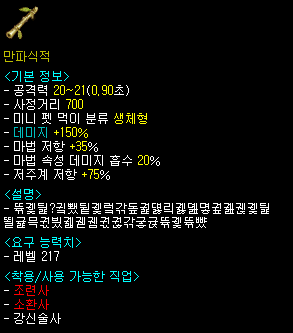 만파식적
<기본 정보>
- 공격력 20~21(0.90초)
- 사정거리 700
- 미니 펫 먹이 분류 생체형
- 데미지 +150%
- 마법 저항 +35%
- 마법 속성 데미지 흡수 20%
- 저주계 저항 +75%
<설명>
<요구 능력치>
- 레벨 217
<착용/사용 가능한 직업>
- 조련사
- 소환사
- 강신술사